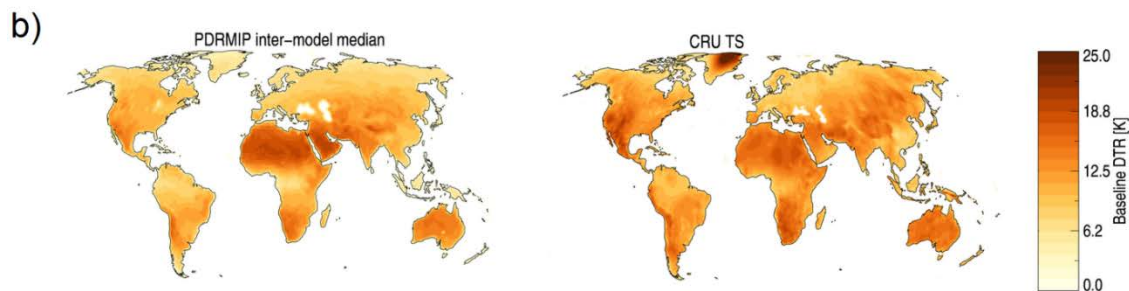 b)
PDRMIP inter-model median
CRU TS
25.0
18.8
12.5
6.2
0.0
Baseline DTR [K]